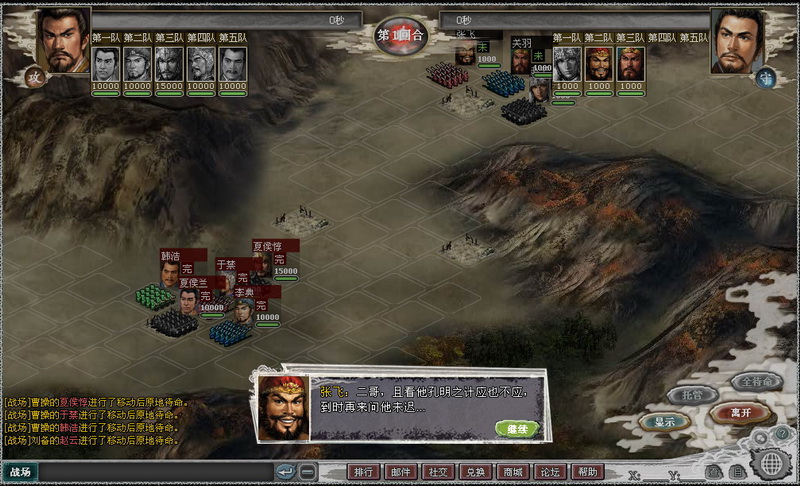 0秒
第1回合
0秒
第一队 第二队 第三队 第四队 第五队
第一队 第二队 第三队 第四队 第五队
攻
守
10000 10000 15000 10000 10000
1000 1000 1000
张飞
未
1000
关羽
未
1000
夏侯惇
完
15000
韩浩
完
于禁
完
夏侯兰
完
10000
李典
完
10000
张飞：二哥，且看他孔明之计应也不应，
到时再来问他未迟...
继续
[战场]曹操的夏侯惇进行了移动后原地待命。
[战场]曹操的于禁进行了移动后原地待命。
[战场]曹操的韩浩进行了移动后原地待命。
[战场]刘备的赵云进行了移动后原地待命。
全待命
托管
显示
离开
战场
排行 邮件 社交 兑换 商城 论坛 帮助
X: Y: